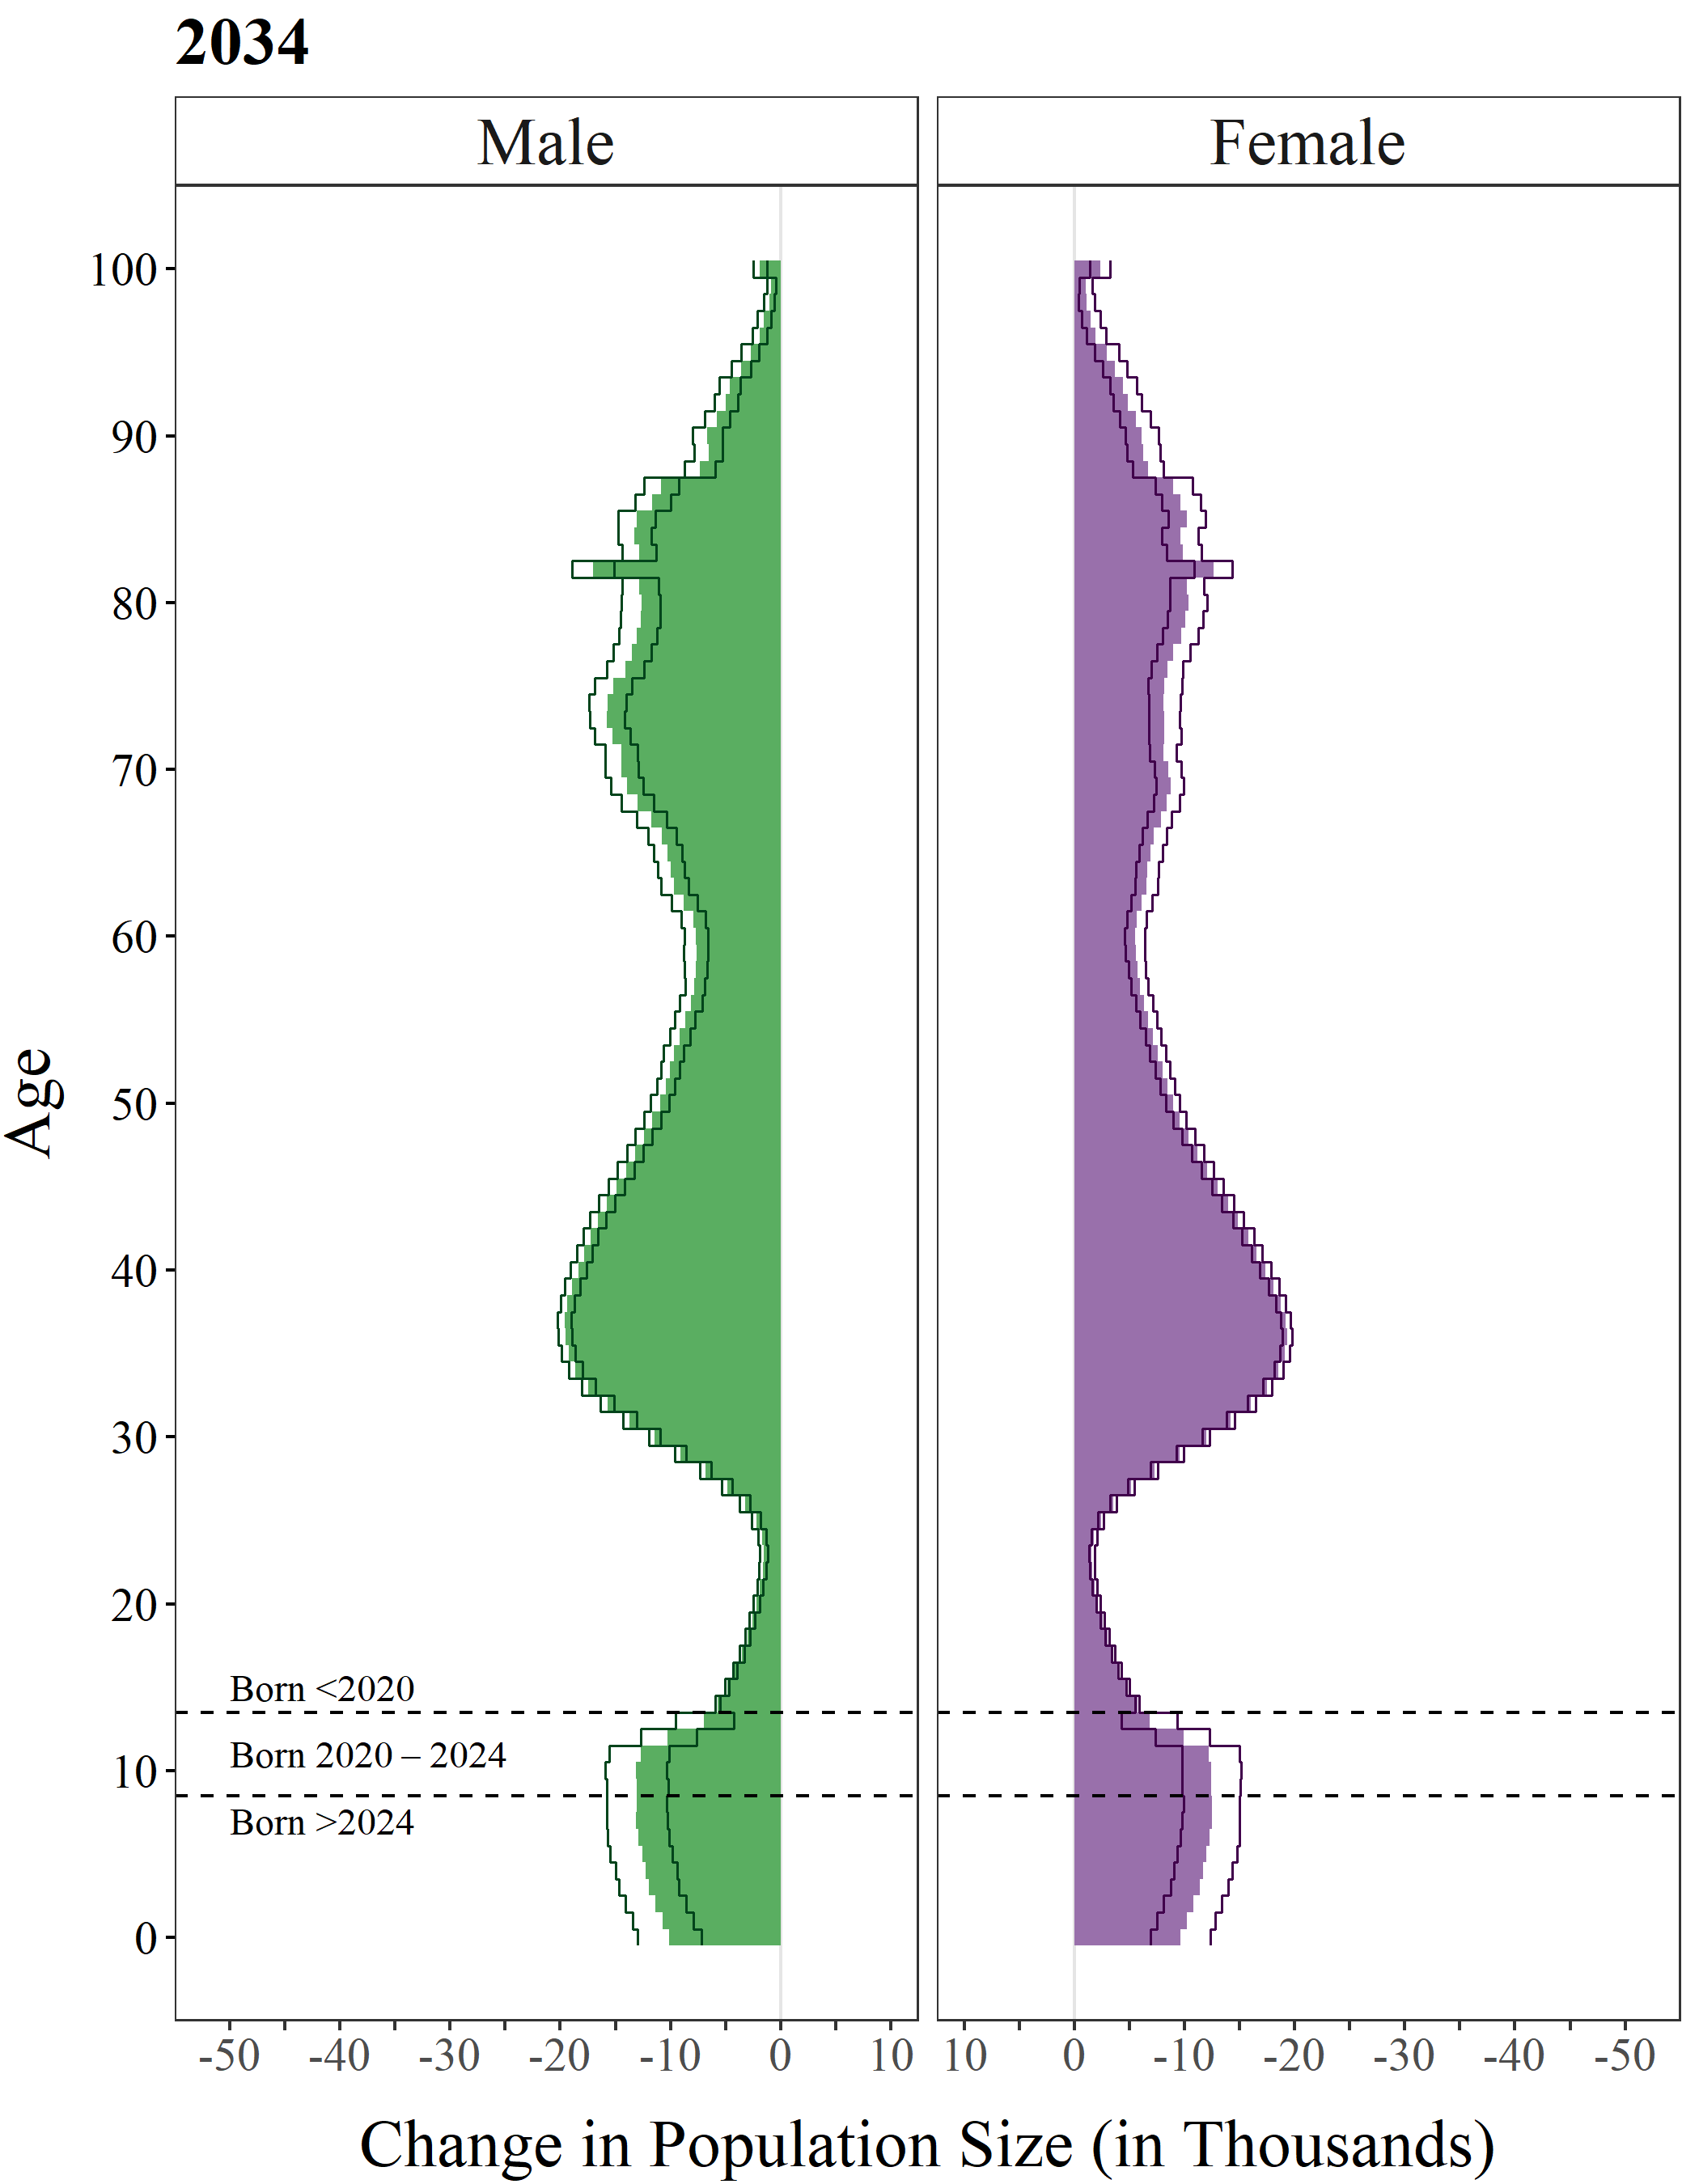 2034
Male
Female
100
90
80
70
60
50
40
30
20
10
0
Age
Born <2020
Born 2020 – 2024
Born >2024
-50 -40 -30 -20 -10 0 10
10 0 -10 -20 -30 -40 -50
Change in Population Size (in Thousands)